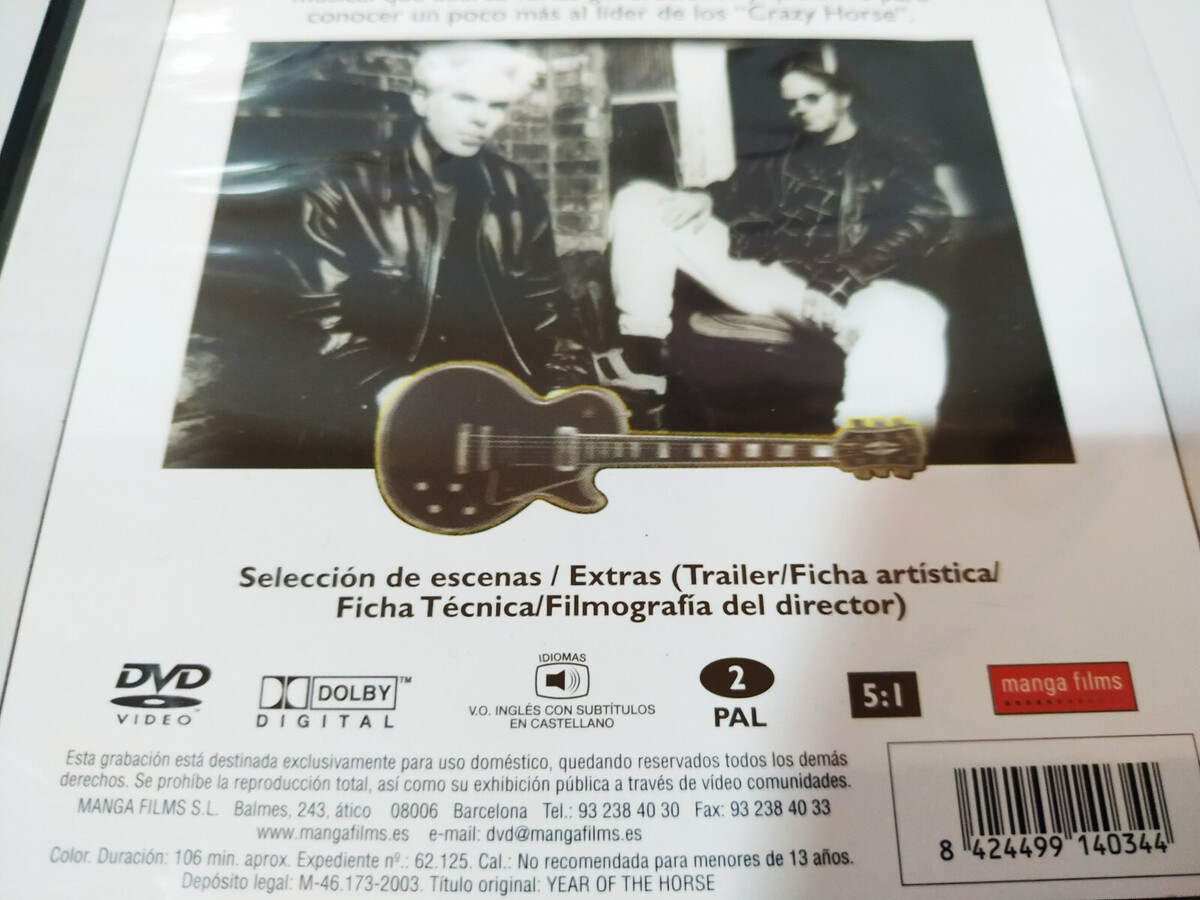 conocer un poco más al líder de los "Crazy Horse".
Selección de escenas / Extras (Trailer/Ficha artística/
Ficha Técnica/Filmografía del director)
DVD
VIDEO
DOLBY™
DIGITAL
IDIOMAS
V.O. INGLÉS CON SUBTÍTULOS
EN CASTELLANO
2
PAL
5:1
manga films
Esta grabación está destinada exclusivamente para uso doméstico, quedando reservados todos los demás
derechos. Se prohíbe la reproducción total, así como su exhibición pública a través de vídeo comunidades.
MANGA FILMS S.L. Balmes, 243, ático 08006 Barcelona Tel.: 93 238 40 30 Fax: 93 238 40 33
www.mangafilms.es e-mail: dvd@mangafilms.es
Color. Duración: 106 min. aprox. Expediente nº.: 62.125. Cal.: No recomendada para menores de 13 años.
Depósito legal: M-46.173-2003. Título original: YEAR OF THE HORSE
8 424499 140344